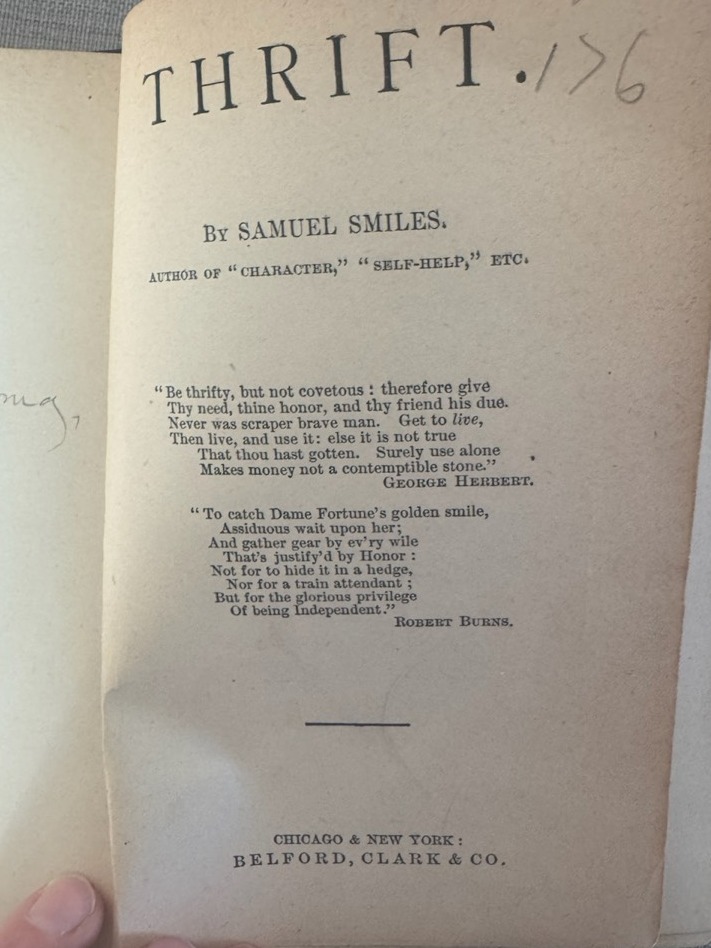 THRIFT. 176
By SAMUEL SMILES.
AUTHOR OF "CHARACTER," "SELF-HELP," ETC.
"Be thrifty, but not covetous: therefore give
Thy need, thine honor, and thy friend his due.
Never was scraper brave man. Get to live,
Then live, and use it: else it is not true
That thou hast gotten. Surely use alone
Makes money not a contemptible stone."
GEORGE HERBERT.
"To catch Dame Fortune's golden smile,
Assiduous wait upon her;
And gather gear by ev'ry wile
That's justify'd by Honor:
Not for to hide it in a hedge,
Nor for a train attendant;
But for the glorious privilege
Of being Independent."
ROBERT BURNS.
CHICAGO & NEW YORK:
BELFORD, CLARK & CO.